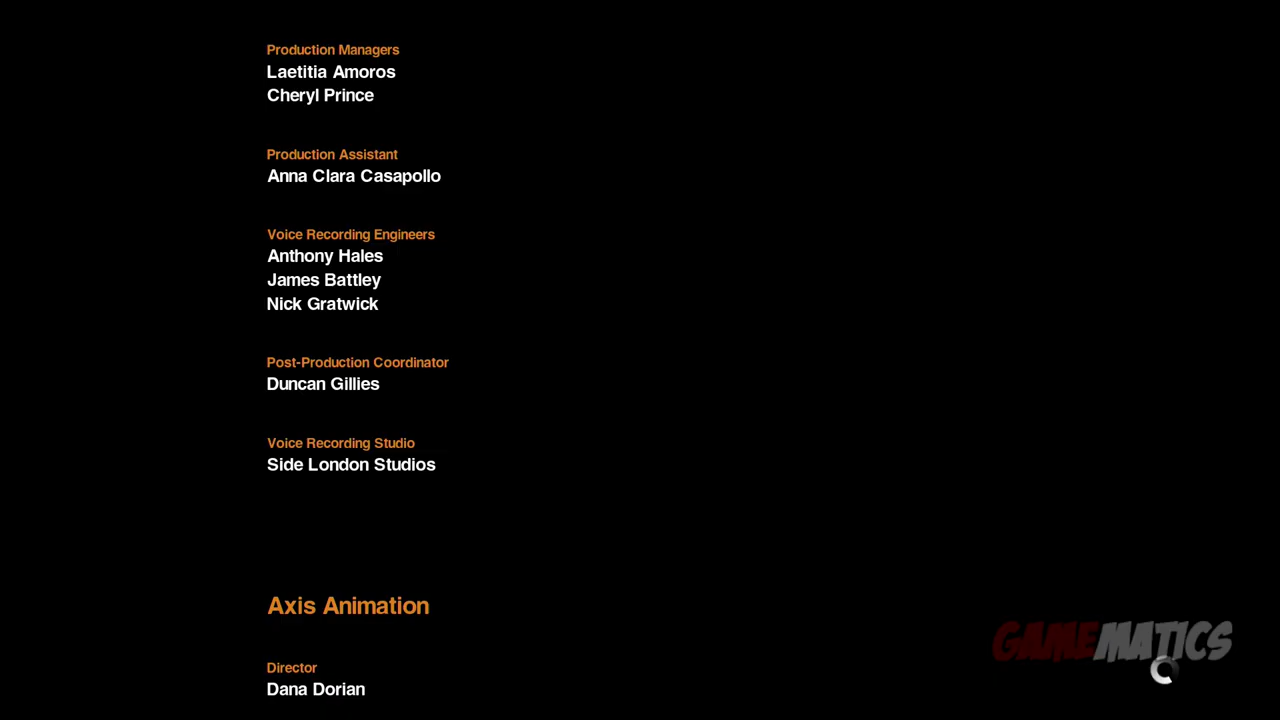 Production Managers
Laetitia Amoros
Cheryl Prince
Production Assistant
Anna Clara Casapollo
Voice Recording Engineers
Anthony Hales
James Battley
Nick Gratwick
Post-Production Coordinator
Duncan Gillies
Voice Recording Studio
Side London Studios
Axis Animation
GAMEMATICS
Director
Dana Dorian